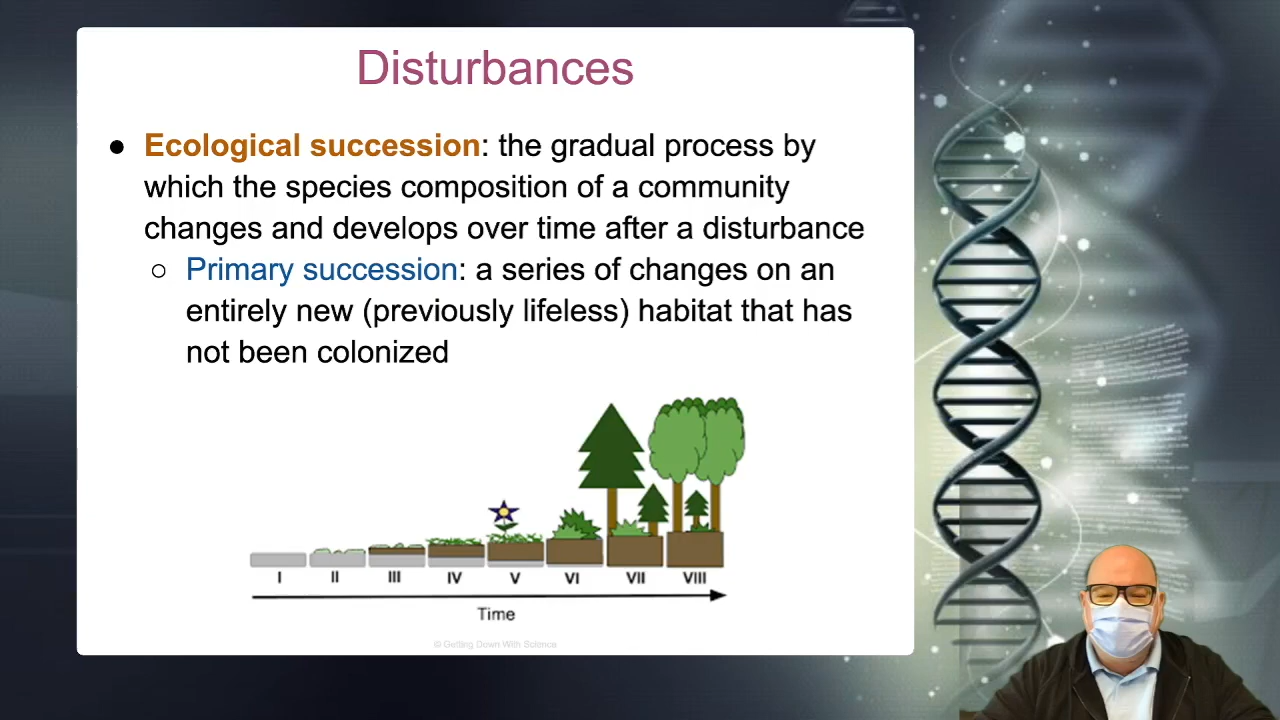 Disturbances
● Ecological succession: the gradual process by
which the species composition of a community
changes and develops over time after a disturbance
○ Primary succession: a series of changes on an
entirely new (previously lifeless) habitat that has
not been colonized
I II III IV V VI VII VIII
Time
© Getting Down With Science